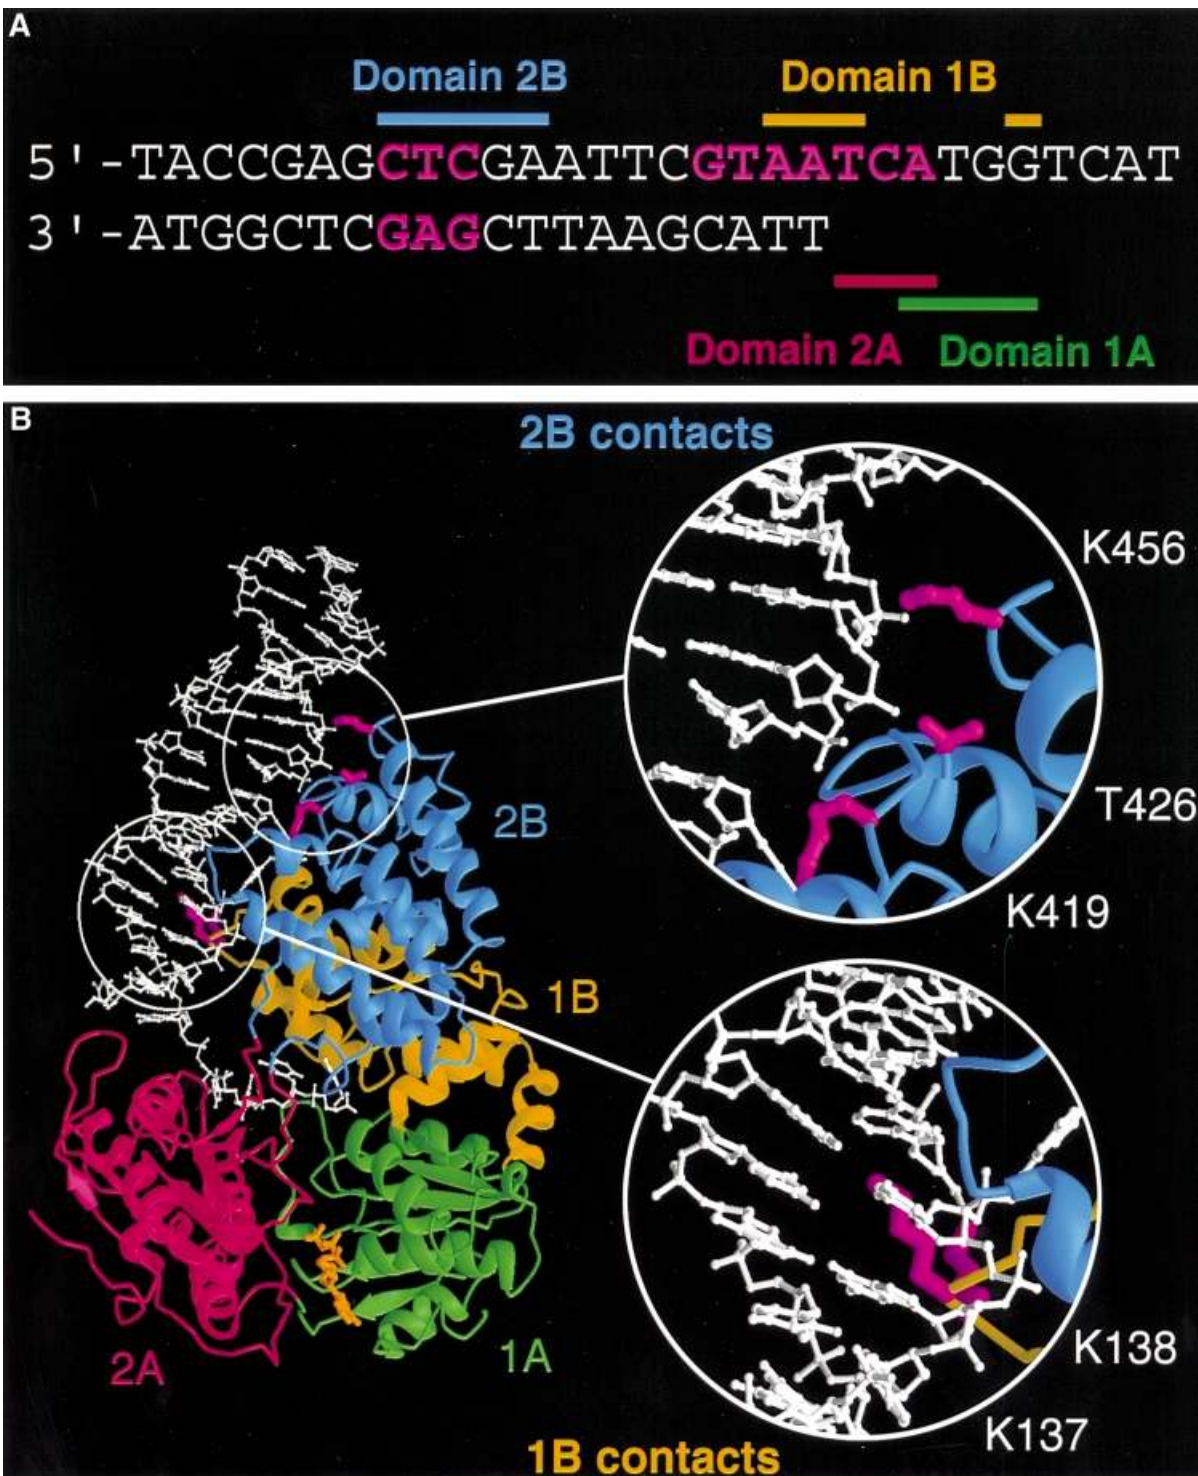 A
Domain 2B Domain 1B
5'-TACCGAGCTCGAATTCGTAATCATGGTCAT
3'-ATGGCTCGAGCTTAAGCATT
Domain 2A Domain 1A
B
2B contacts
K456
T426
2B
K419
1B
K138
1A
2A
K137
1B contacts